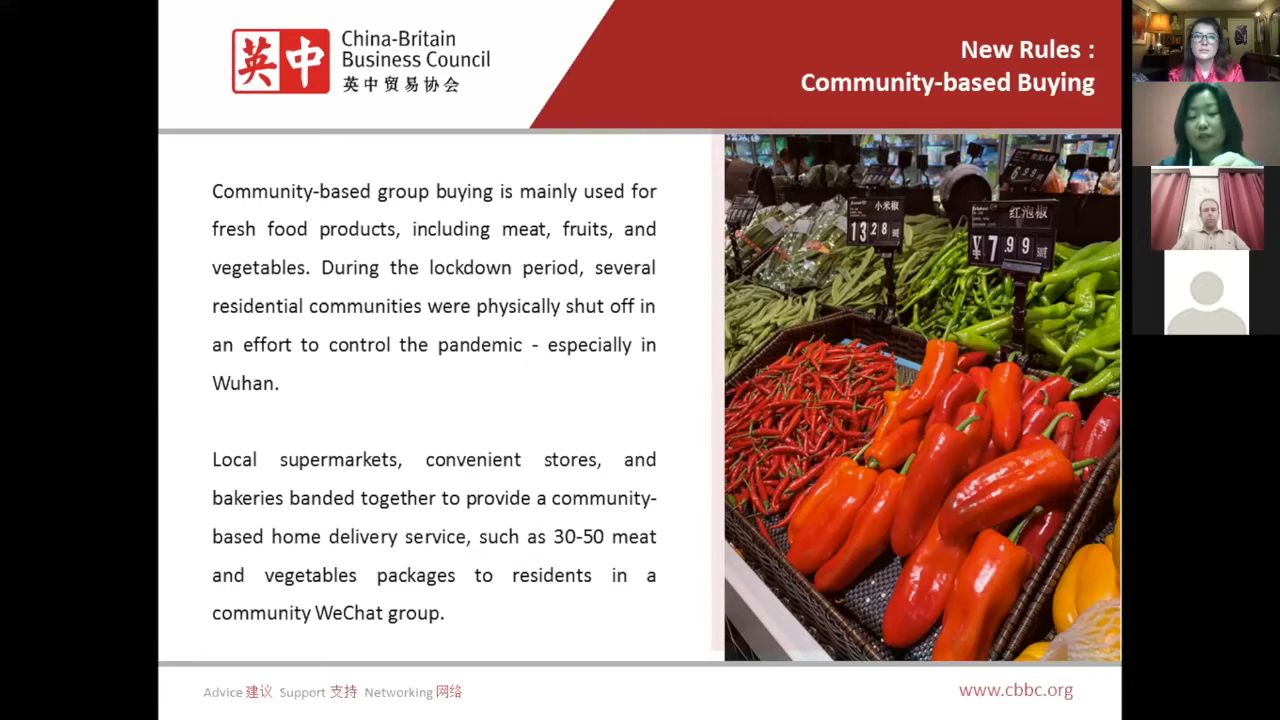 英中
China-Britain
Business Council
英中贸易协会
New Rules :
Community-based Buying
Community-based group buying is mainly used for
fresh food products, including meat, fruits, and
vegetables. During the lockdown period, several
residential communities were physically shut off in
an effort to control the pandemic - especially in
Wuhan.
Local supermarkets, convenient stores, and
bakeries banded together to provide a community-
based home delivery service, such as 30-50 meat
and vegetables packages to residents in a
community WeChat group.
小米椒
13 28
红泡椒
¥ 7 99
6 99
Advice 建议 Support 支持 Networking 网络
www.cbbc.org